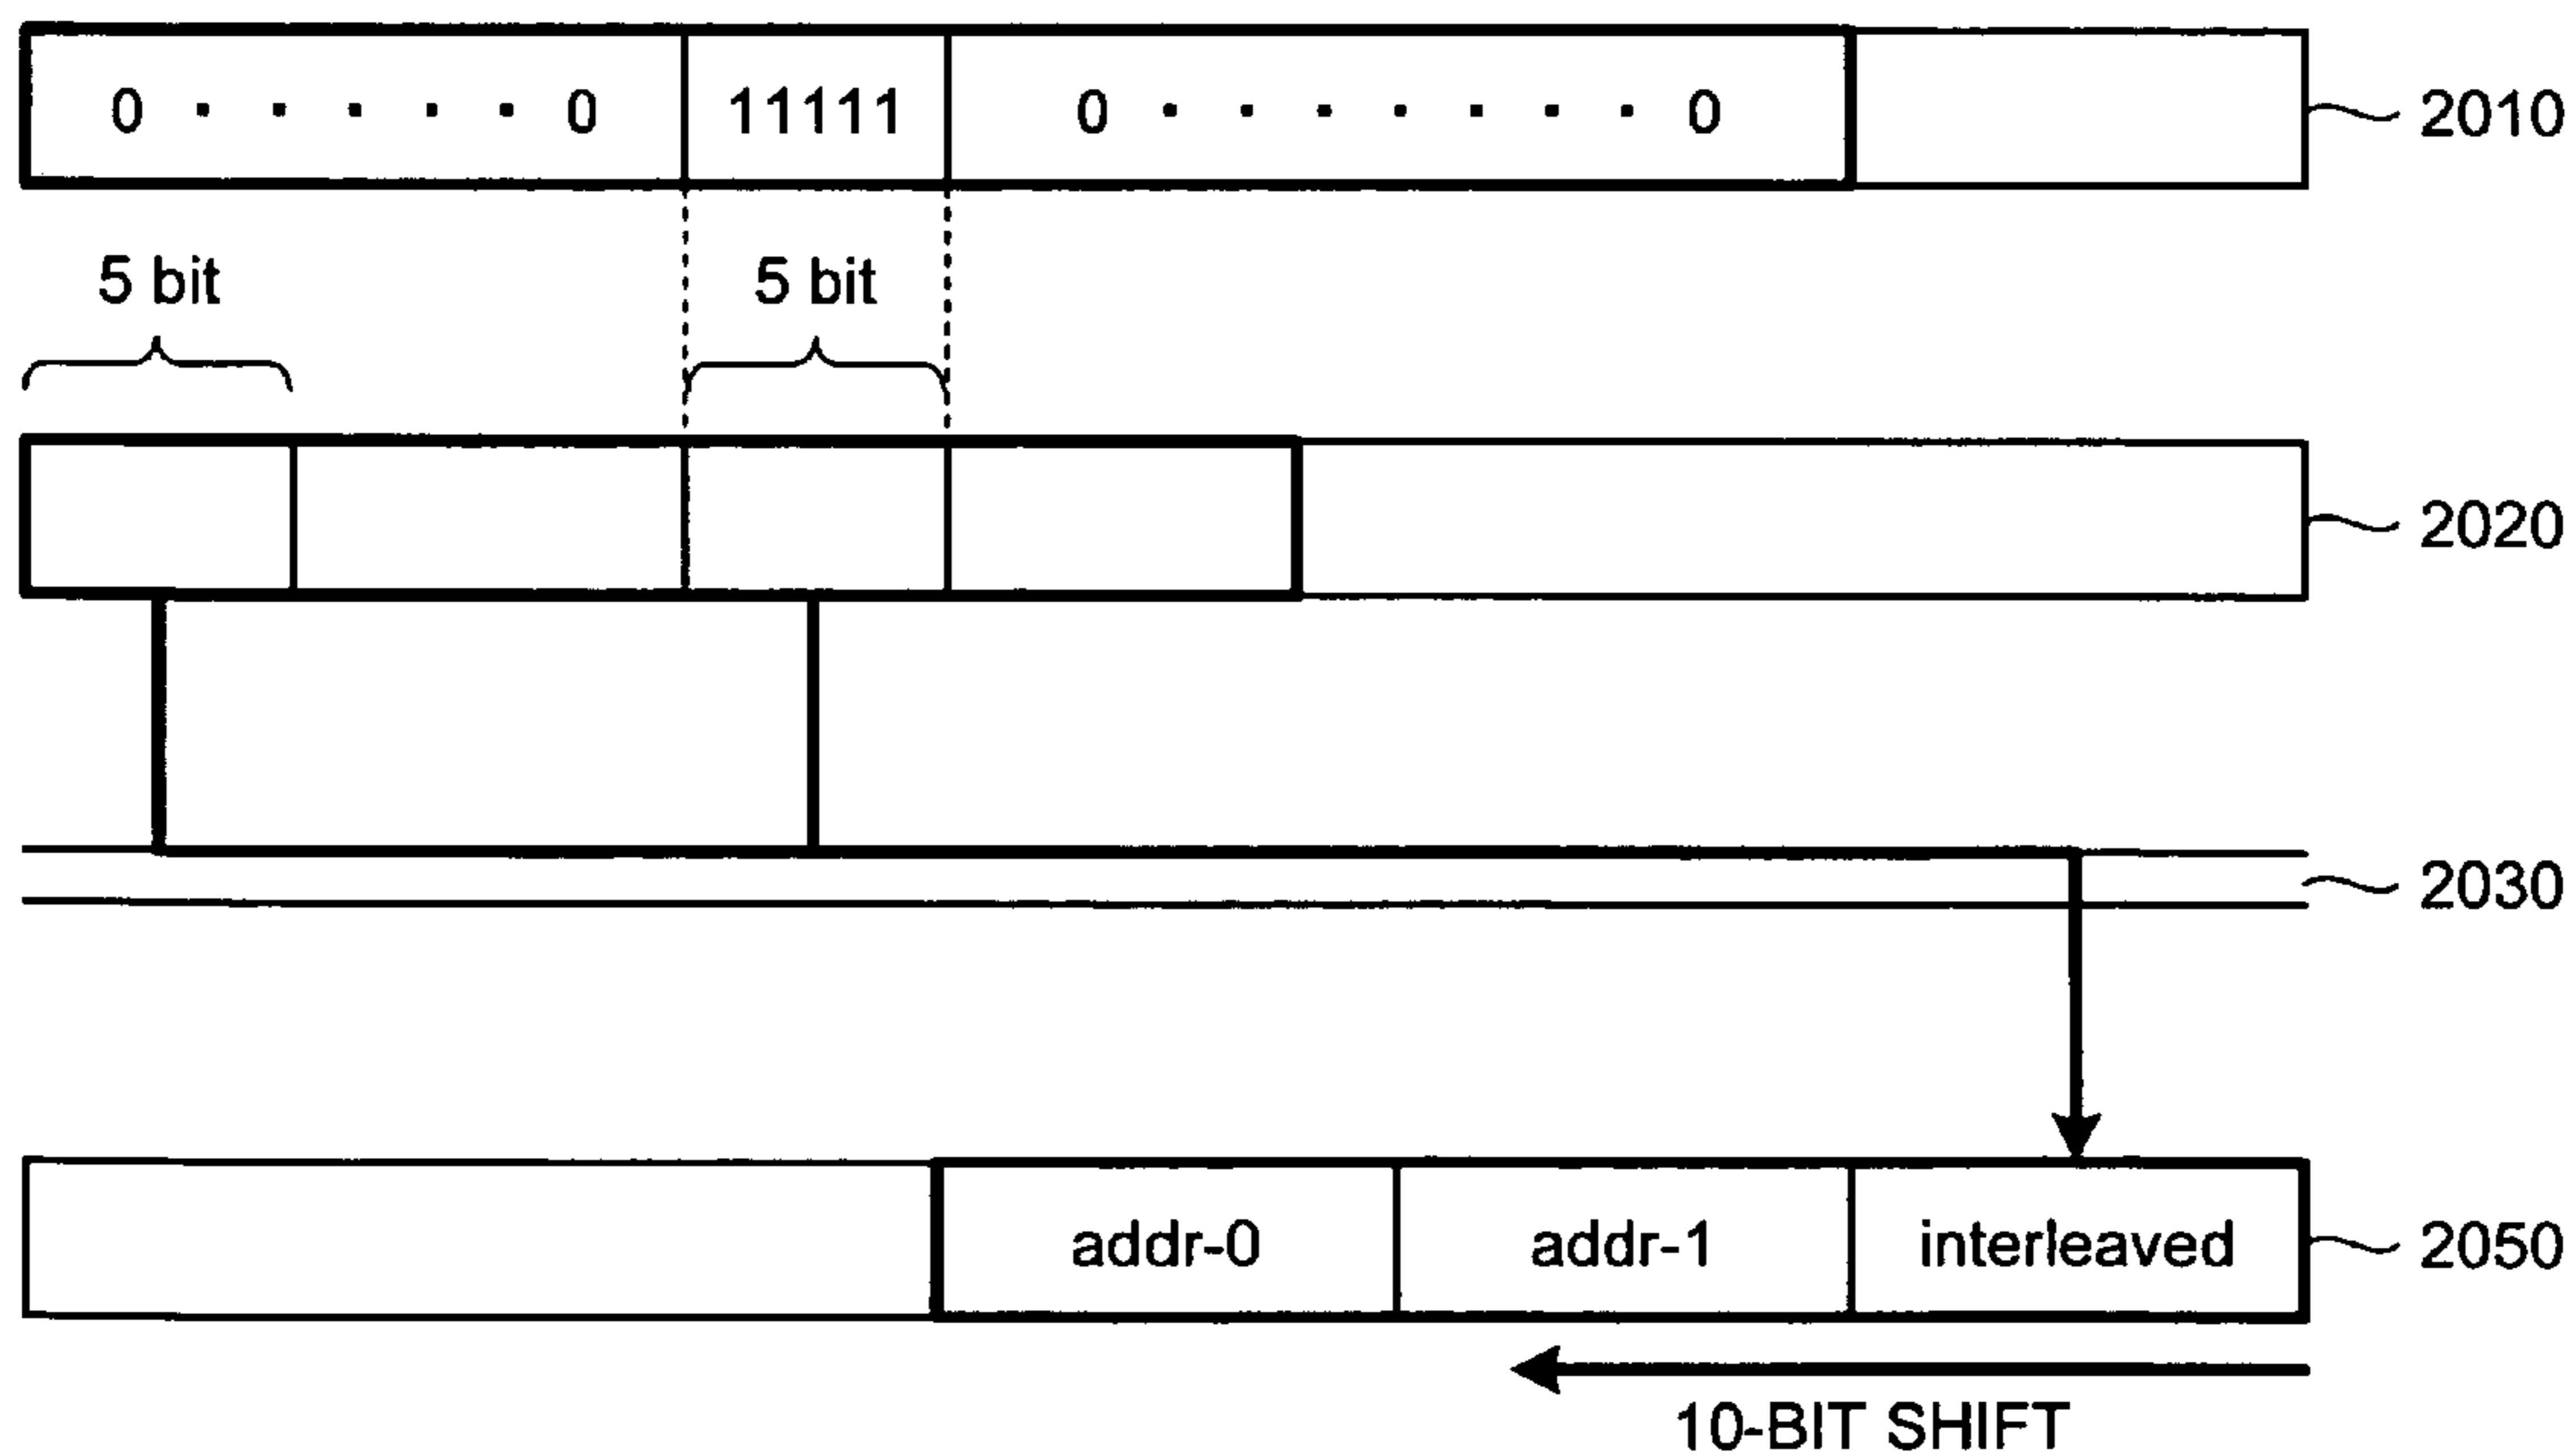 0 · · · · · 0 11111 0 · · · · · · · 0 2010
5 bit 5 bit
2020
2030
addr-0 addr-1 interleaved 2050
10-BIT SHIFT